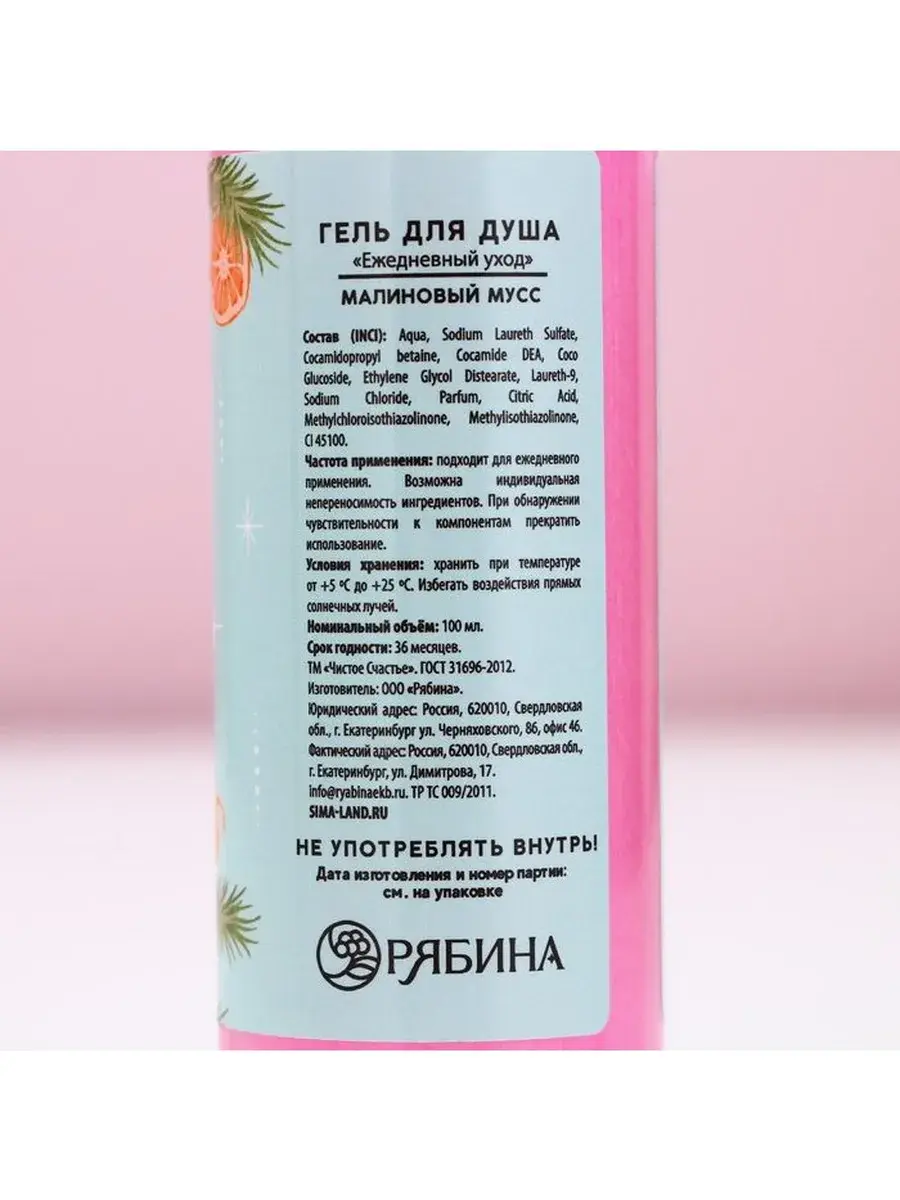 ГЕЛЬ ДЛЯ ДУША
«Ежедневный уход»
МАЛИНОВЫЙ МУСС
Состав (INCI): Aqua, Sodium Laureth Sulfate,
Cocamidopropyl betaine, Cocamide DEA, Coco
Glucoside, Ethylene Glycol Distearate, Laureth-9,
Sodium Chloride, Parfum, Citric Acid,
Methylchloroisothiazolinone, Methylisothiazolinone,
CI 45100.
Частота применения: подходит для ежедневного
применения. Возможна индивидуальная
непереносимость ингредиентов. При обнаружении
чувствительности к компонентам прекратить
использование.
Условия хранения: хранить при температуре
от +5 ºС до +25 ºС. Избегать воздействия прямых
солнечных лучей.
Номинальный объём: 100 мл.
Срок годности: 36 месяцев.
ТМ «Чистое Счастье». ГОСТ 31696-2012.
Изготовитель: ООО «Рябина».
Юридический адрес: Россия, 620010, Свердловская
обл., г. Екатеринбург ул. Черняховского, 86, офис 46.
Фактический адрес: Россия, 620010, Свердловская обл.,
г. Екатеринбург, ул. Димитрова, 17.
info@ryabinaekb.ru. ТР ТС 009/2011.
SIMA-LAND.RU
НЕ УПОТРЕБЛЯТЬ ВНУТРЬ!
Дата изготовления и номер партии:
см. на упаковке
РЯБИНА